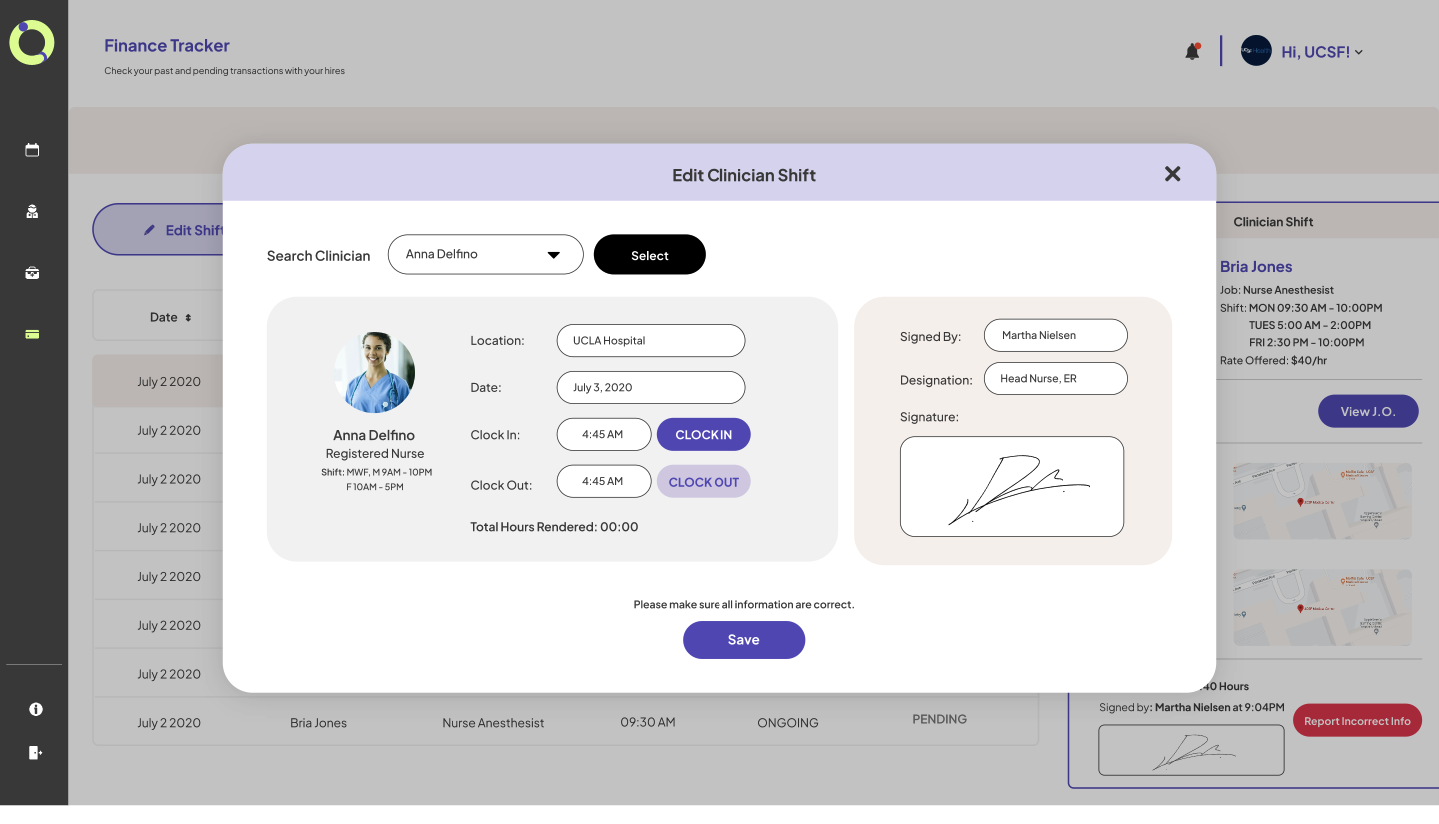 Finance Tracker
Check your past and pending transactions with your hires
Hi, UCSF!
Edit Clinician Shift
Edit Shift
Search Clinician
Anna Delfino
Select
Clinician Shift
Bria Jones
Job: Nurse Anesthesist
Shift: MON 09:30 AM - 10:00PM
TUES 5:00 AM - 2:00PM
FRI 2:30 PM - 10:00PM
Rate Offered: $40/hr
View J.O.
Date
July 2 2020
July 2 2020
July 2 2020
July 2 2020
July 2 2020
July 2 2020
July 2 2020
Anna Delfino
Registered Nurse
Shift: MWF, M 9AM - 10PM
F 10AM - 5PM
Location:
UCLA Hospital
Date:
July 3, 2020
Clock In:
4:45 AM
CLOCK IN
Clock Out:
4:45 AM
CLOCK OUT
Total Hours Rendered: 00:00
Signed By:
Martha Nielsen
Designation:
Head Nurse, ER
Signature:
Please make sure all information are correct.
Save
July 2 2020
Bria Jones
Nurse Anesthesist
09:30 AM
ONGOING
PENDING
40 Hours
Signed by: Martha Nielsen at 9:04PM
Report Incorrect Info